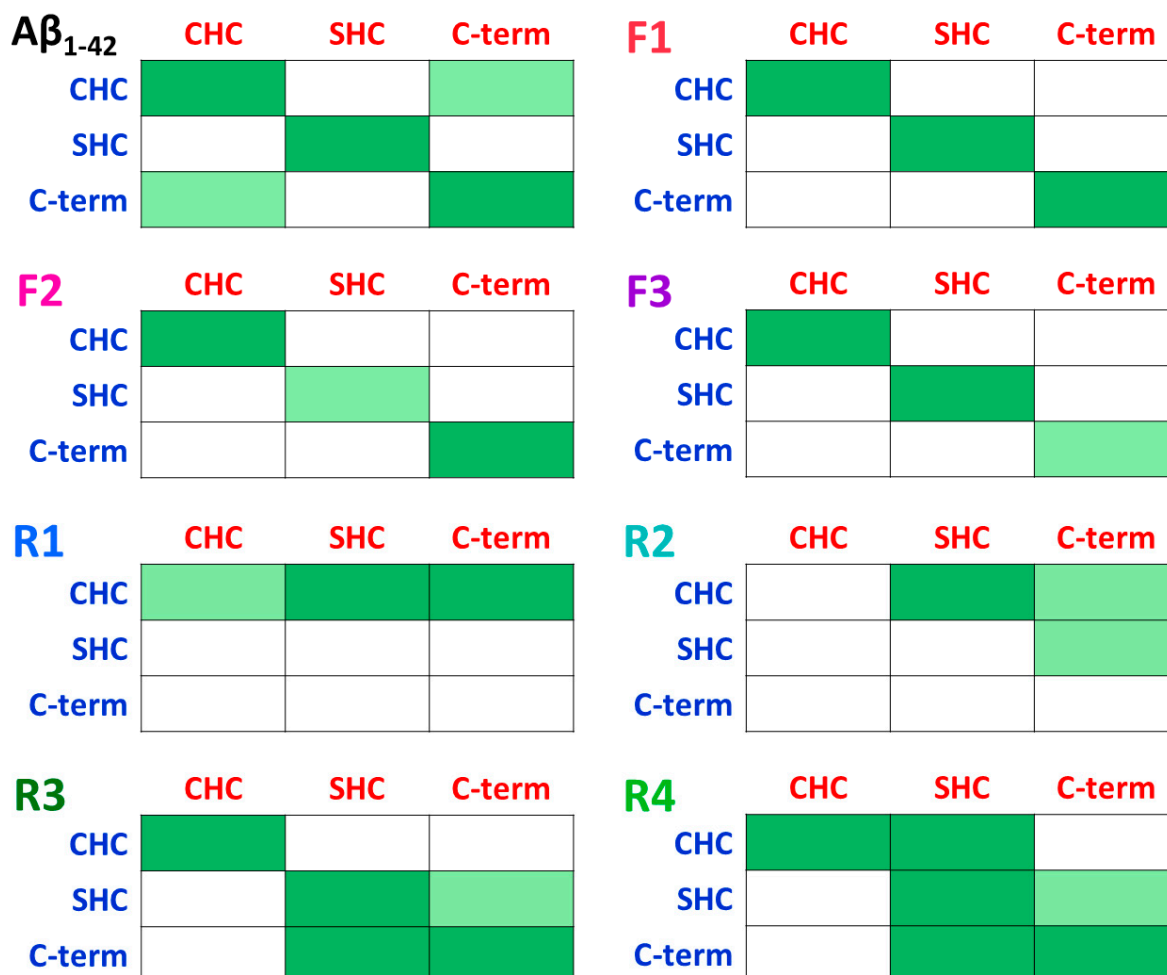 Aβ1-42 CHC SHC C-term
CHC
SHC
C-term
F1 CHC SHC C-term
CHC
SHC
C-term
F2 CHC SHC C-term
CHC
SHC
C-term
F3 CHC SHC C-term
CHC
SHC
C-term
R1 CHC SHC C-term
CHC
SHC
C-term
R2 CHC SHC C-term
CHC
SHC
C-term
R3 CHC SHC C-term
CHC
SHC
C-term
R4 CHC SHC C-term
CHC
SHC
C-term